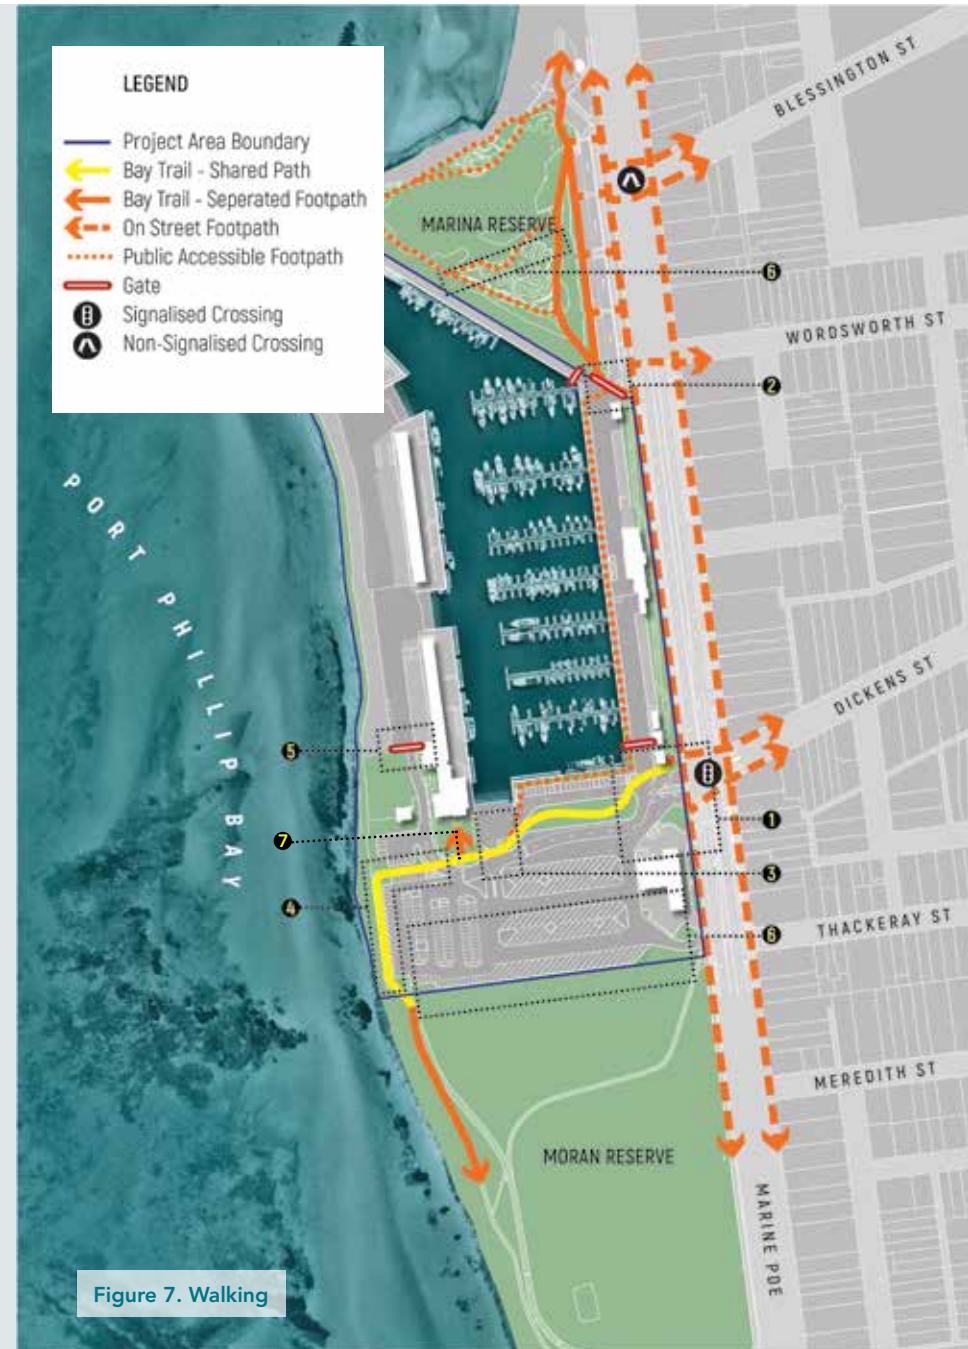 LEGEND
Project Area Boundary
Bay Trail - Shared Path
Bay Trail - Seperated Footpath
On Street Footpath
Public Accessible Footpath
Gate
Signalised Crossing
Non-Signalised Crossing
BLESSINGTON ST
MARINA RESERVE
6
WORDSWORTH ST
2
PORT PHILLIP BAY
DICKENS ST
5
1
7
3
4
THACKERAY ST
6
MEREDITH ST
MORAN RESERVE
MARINE PDE
Figure 7. Walking